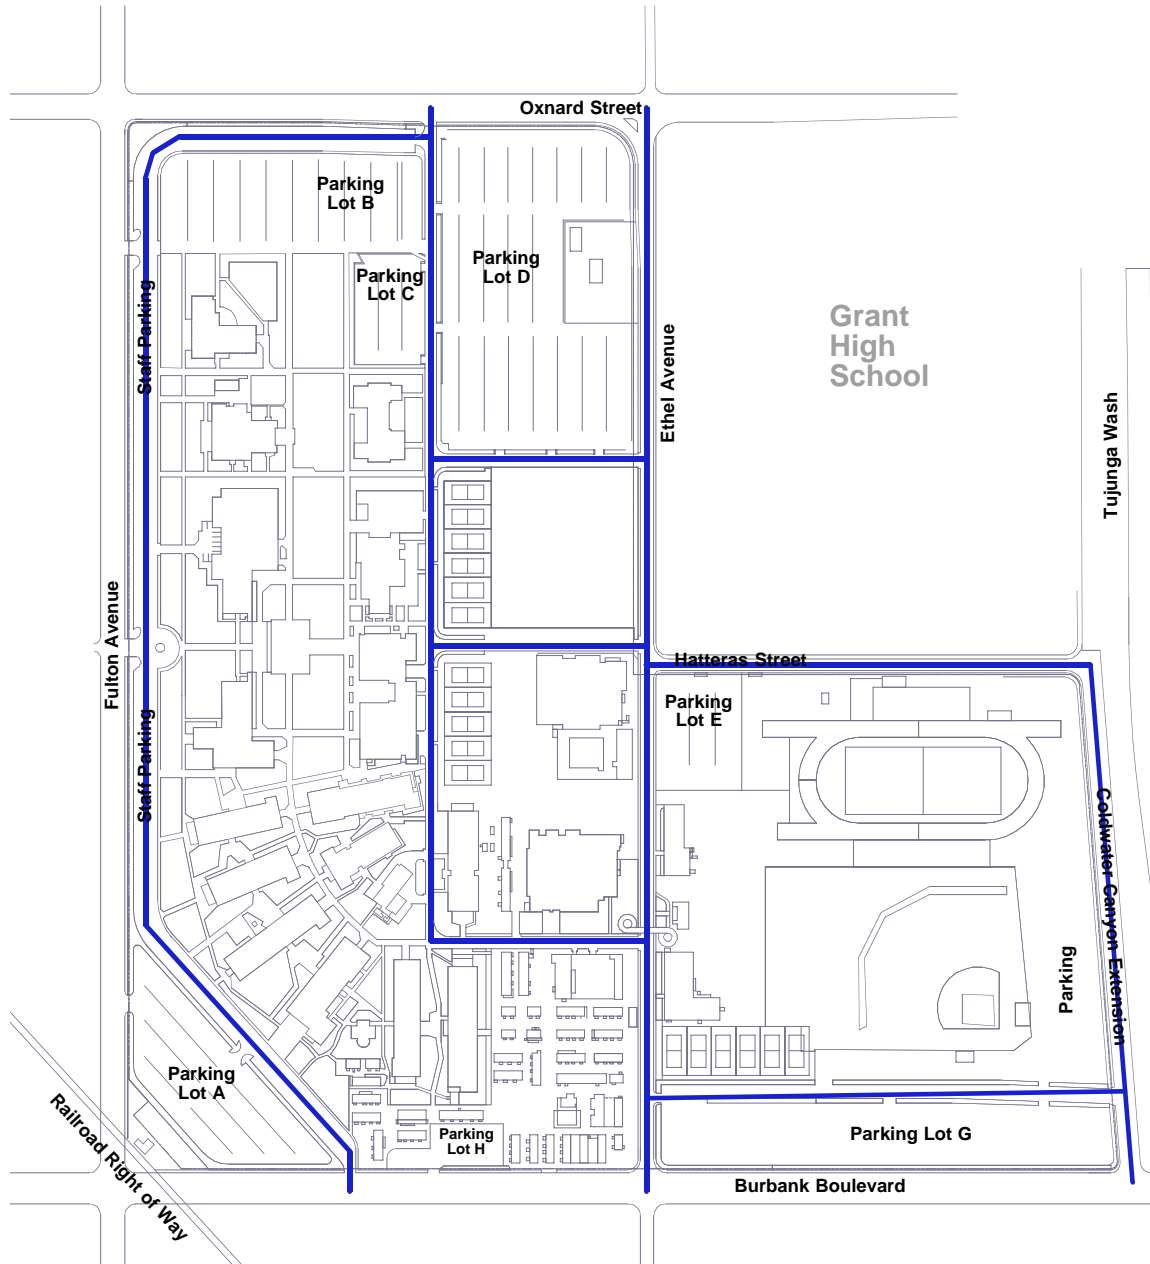 Oxnard Street
Parking
Lot B
Parking
Lot C
Parking
Lot D
Staff Parking
Grant
High
School
Ethel Avenue
Tujunga Wash
Fulton Avenue
Hatteras Street
Parking
Lot E
Staff Parking
Coldwater Canyon Extension
Parking
Parking
Lot A
Railroad Right of Way
Parking
Lot H
Parking Lot G
Burbank Boulevard